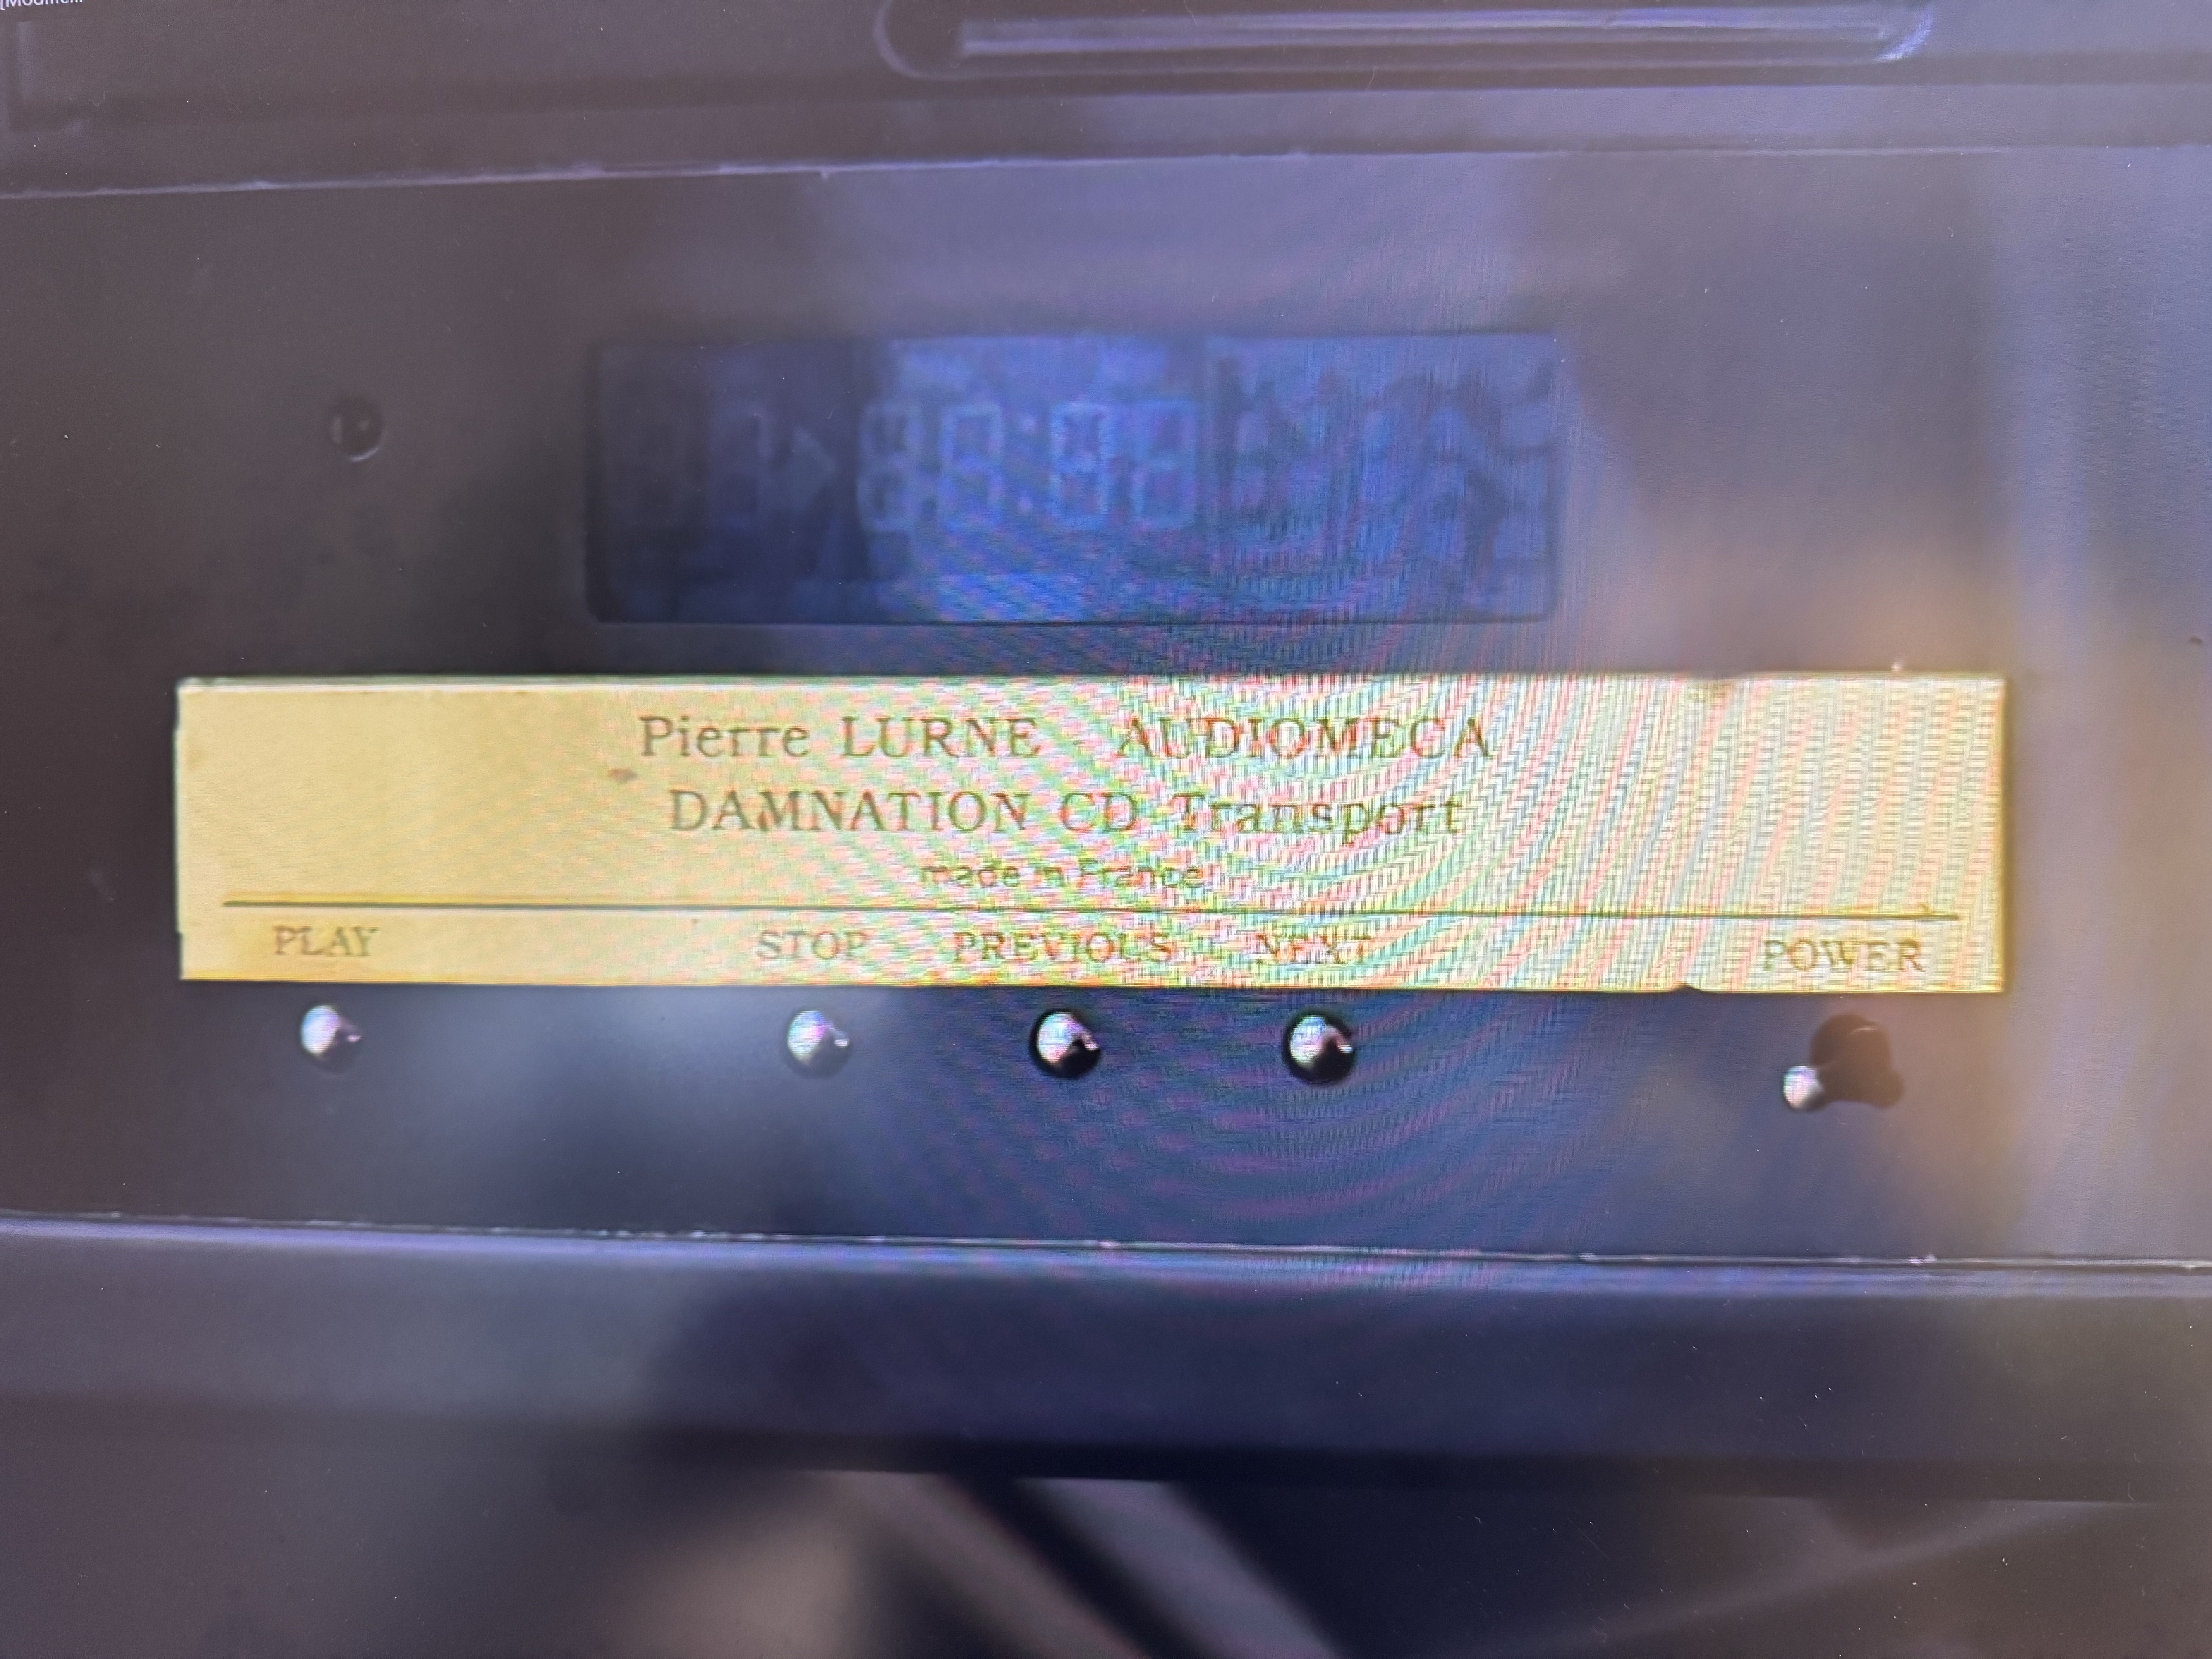 Pierre LURNE - AUDIOMECA
DAMNATION CD Transport
made in France
PLAY STOP PREVIOUS NEXT POWER